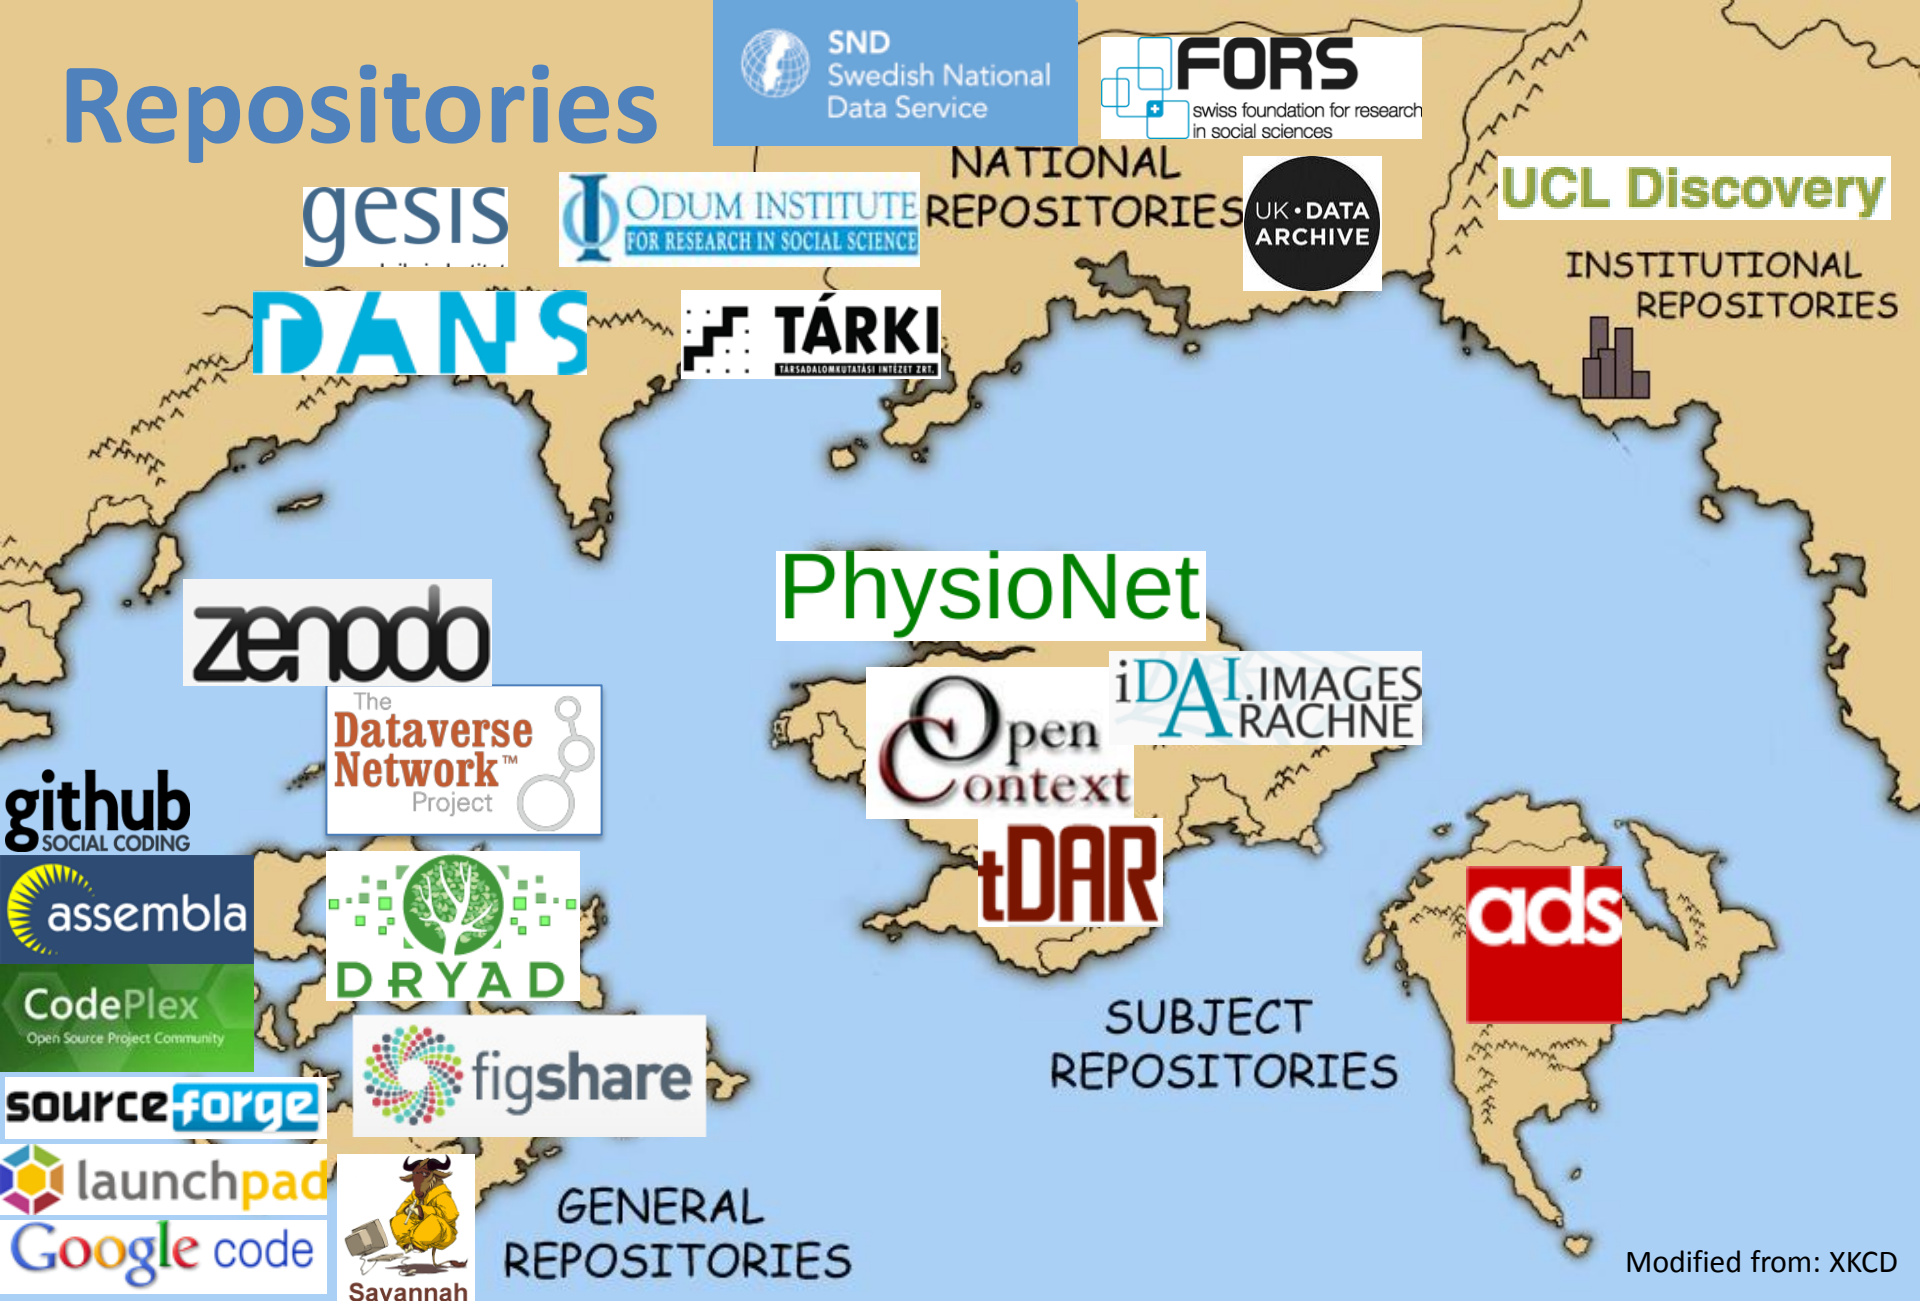 Repositories
SND
Swedish National
Data Service
FORS
swiss foundation for research
in social sciences
NATIONAL
REPOSITORIES
UK • DATA
ARCHIVE
UCL Discovery
INSTITUTIONAL
REPOSITORIES
gesis
ODUM INSTITUTE
FOR RESEARCH IN SOCIAL SCIENCE
DANS
TÁRKI
TÁRSADALOMKUTATÁSI INTÉZET ZRT.
zenodo
The
Dataverse
Network™
Project
PhysioNet
Open
Context
iDAI.IMAGES
ARACHNE
tDAR
ads
github
SOCIAL CODING
assembla
CodePlex
Open Source Project Community
sourceforge
launchpad
Google code
DRYAD
figshare
Savannah
SUBJECT
REPOSITORIES
GENERAL
REPOSITORIES
Modified from: XKCD